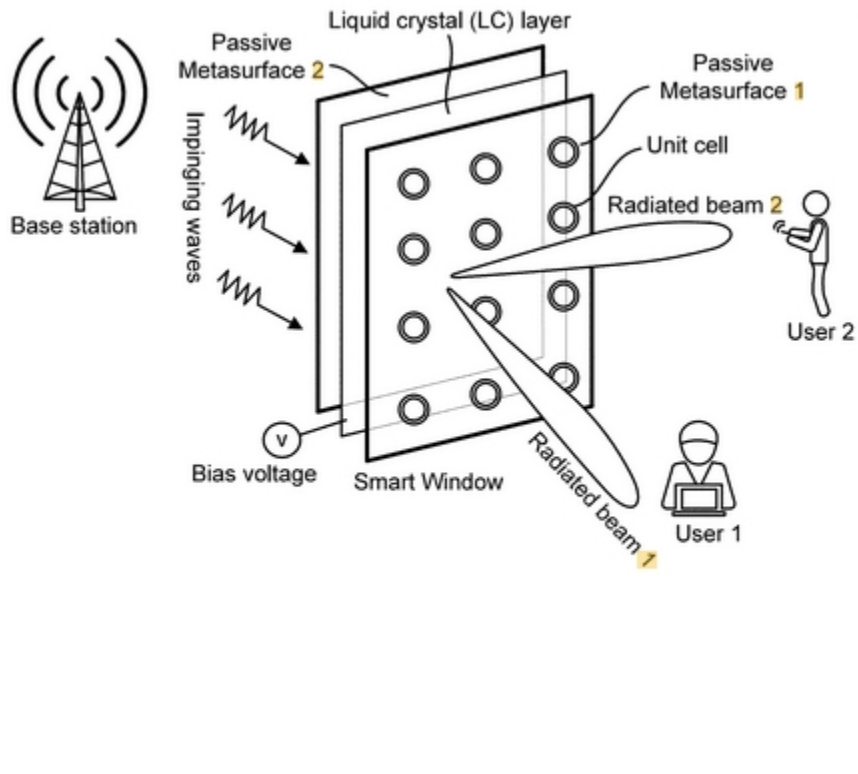 Liquid crystal (LC) layer
Passive
Metasurface 2
Passive
Metasurface 1
Unit cell
Impinging waves
Radiated beam 2
Base station
User 2
V
Bias voltage
Smart Window
Radiated beam 1
User 1